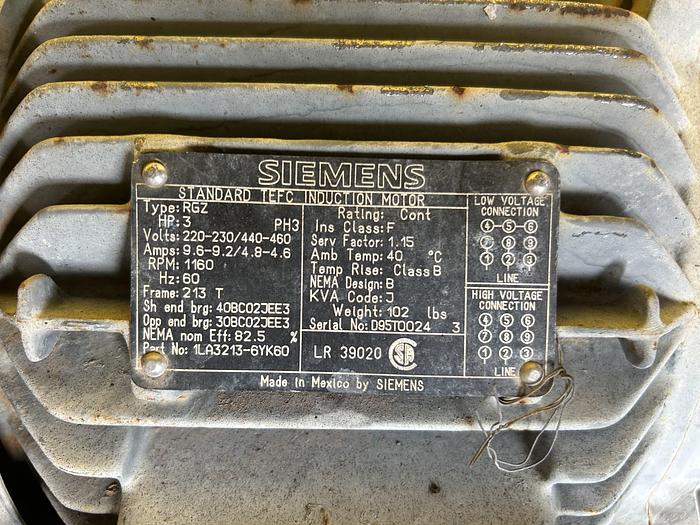 SIEMENS
STANDARD TEFC INDUCTION MOTOR
Type: RGZ
HP: 3 PH3
Volts: 220-230/440-460
Amps: 9.6-9.2/4.8-4.6
RPM: 1160
Hz: 60
Frame: 213 T
Sh end brg: 40BC02JEE3
Opp end brg: 30BC02JEE3
NEMA nom Eff: 82.5 %
Part No: 1LA3213-6YK60
Rating: Cont
Ins Class: F
Serv Factor: 1.15
Amb Temp: 40 °C
Temp Rise: Class B
NEMA Design: B
KVA Code: J
Weight: 102 lbs
Serial No: D95T0024 3
LR 39020 SA
LOW VOLTAGE
CONNECTION
4 5 6
7 8 9
1 2 3
LINE
HIGH VOLTAGE
CONNECTION
4 5 6
7 8 9
1 2 3
LINE
Made in Mexico by SIEMENS